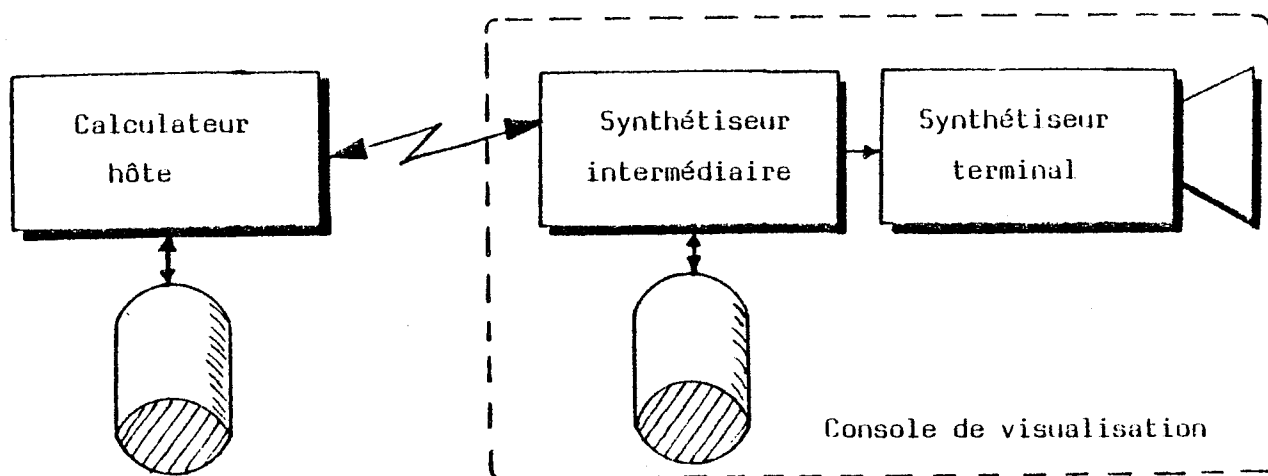 Calculateur
hôte
Synthétiseur
intermédiaire
Synthétiseur
terminal
Console de visualisation